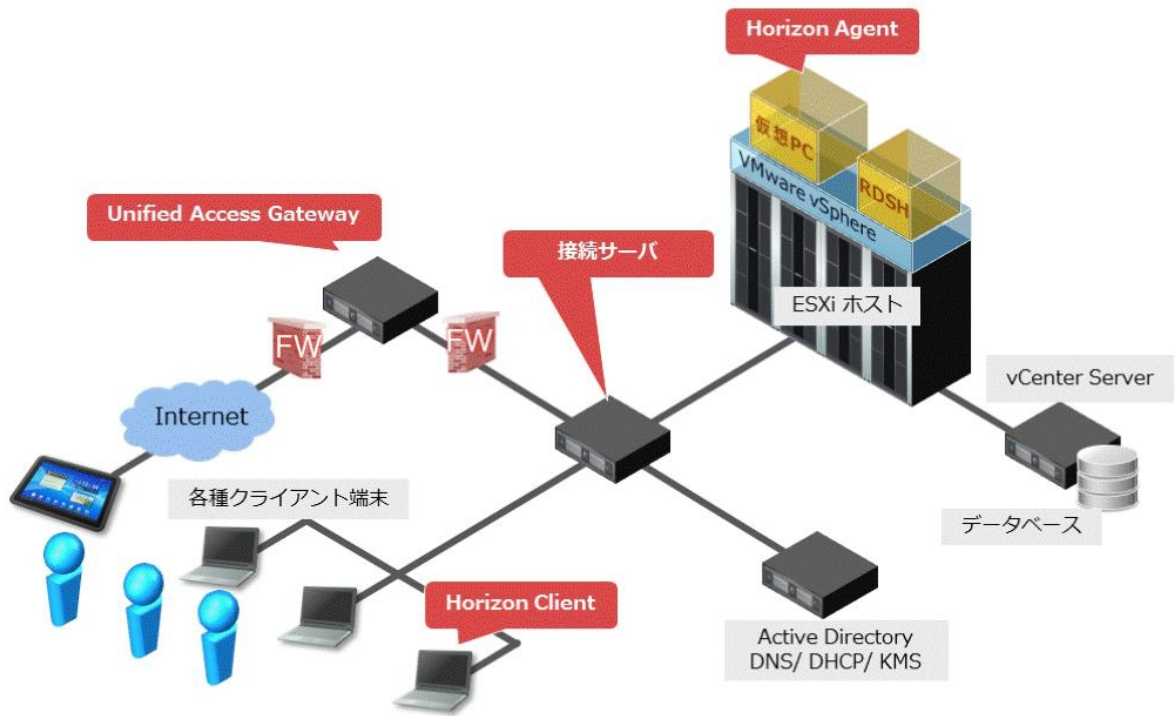 Horizon Agent
仮想PC
RDSH
VMware vSphere
Unified Access Gateway
接続サーバ
ESXi ホスト
FW
FW
vCenter Server
Internet
各種クライアント端末
データベース
Horizon Client
Active Directory
DNS/ DHCP/ KMS